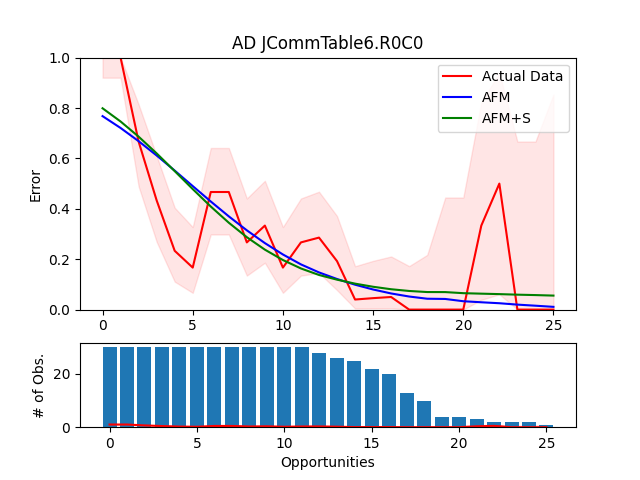 AD JCommTable6.R0C0
1.0
0.8
0.6
0.4
0.2
0.0
Error
Actual Data
AFM
AFM+S
0 5 10 15 20 25
20
0
# of Obs.
0 5 10 15 20 25
Opportunities